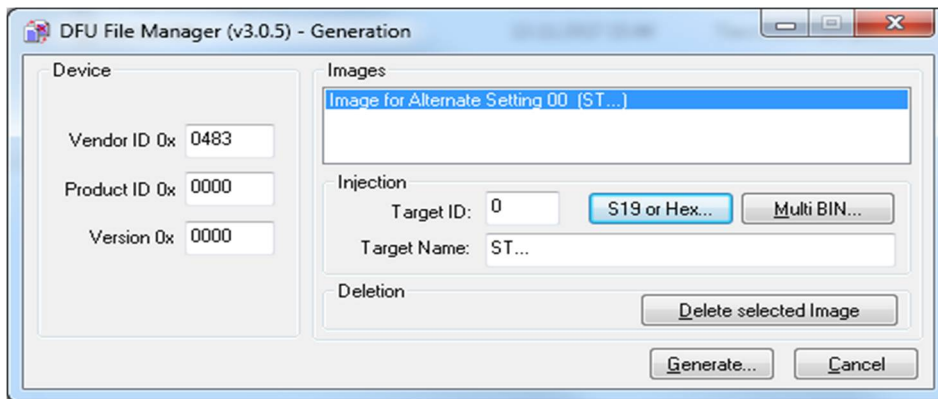 DFU File Manager (v3.0.5) - Generation
Device
Vendor ID 0x 0483
Product ID 0x 0000
Version 0x 0000
Images
Image for Alternate Setting 00 (ST...)
Injection
Target ID: 0 S19 or Hex... Multi BIN...
Target Name: ST...
Deletion
Delete selected Image
Generate... Cancel